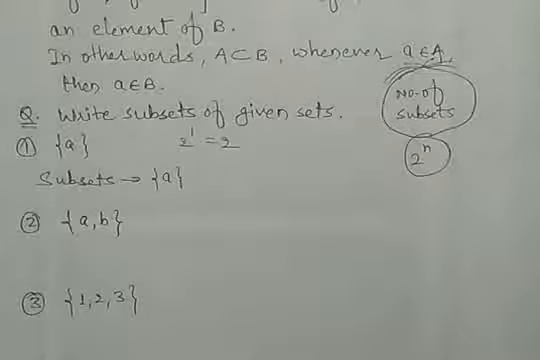 an element of B.
In other words, A⊂B, whenever a∈A,
then a∈B.
Q. Write subsets of given sets.
No. of
subsets
2ⁿ
① {a} 2¹ = 2
Subsets → {a}
② {a, b}
③ {1, 2, 3}